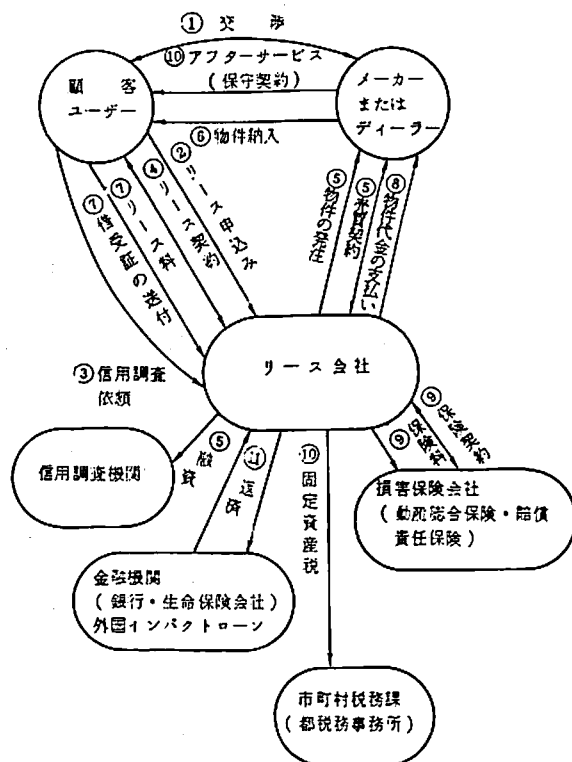 ① 交 渉
⑩アフターサービス
(保守契約)
顧 客
ユーザー
メーカー
または
ディーラー
⑥物件納入
②リース申込み
④リース契約
⑦リース料
⑦借受証の送付
⑤物件の発注
⑤売買契約
⑧物件代金の支払い
リース会社
③信用調査
依頼
信用調査機関
⑤融資
⑪返済
⑩固定資産税
⑨保険料
⑨保険契約
損害保険会社
(動産総合保険・賠償
責任保険)
金融機関
(銀行・生命保険会社)
外国インパクトローン
市町村税務課
(都税務事務所)